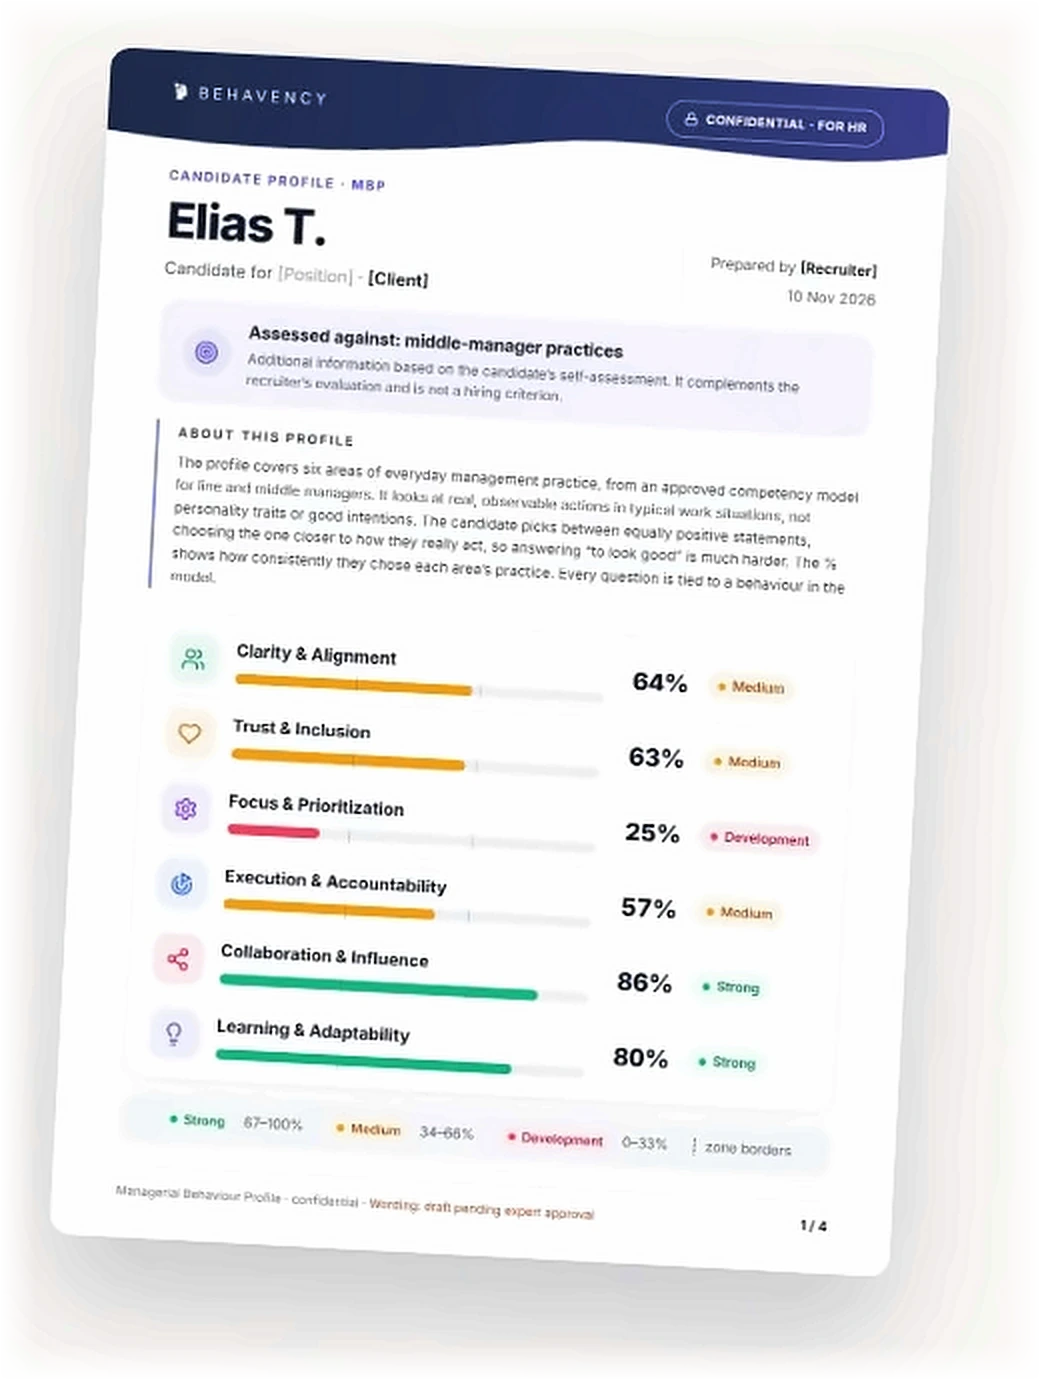 BEHAVENCY
CONFIDENTIAL - FOR HR
CANDIDATE PROFILE · MBP
Elias T.
Candidate for [Position] - [Client]
Prepared by [Recruiter]
10 Nov 2026
Assessed against: middle-manager practices
Additional information based on the candidate's self-assessment. It complements the
recruiter's evaluation and is not a hiring criterion.
ABOUT THIS PROFILE
The profile covers six areas of everyday management practice, from an approved competency model
for line and middle managers. It looks at real, observable actions in typical work situations, not
personality traits or good intentions. The candidate picks between equally positive statements,
choosing the one closer to how they really act, so answering "to look good" is much harder. The %
shows how consistently they chose each area's practice. Every question is tied to a behaviour in the
model.
Clarity & Alignment
64%
Medium
Trust & Inclusion
63%
Medium
Focus & Prioritization
25%
Development
Execution & Accountability
57%
Medium
Collaboration & Influence
86%
Strong
Learning & Adaptability
80%
Strong
Strong 67–100% Medium 34–66% Development 0–33% zone borders
Managerial Behaviour Profile - confidential - Wording: draft pending expert approval
1 / 4